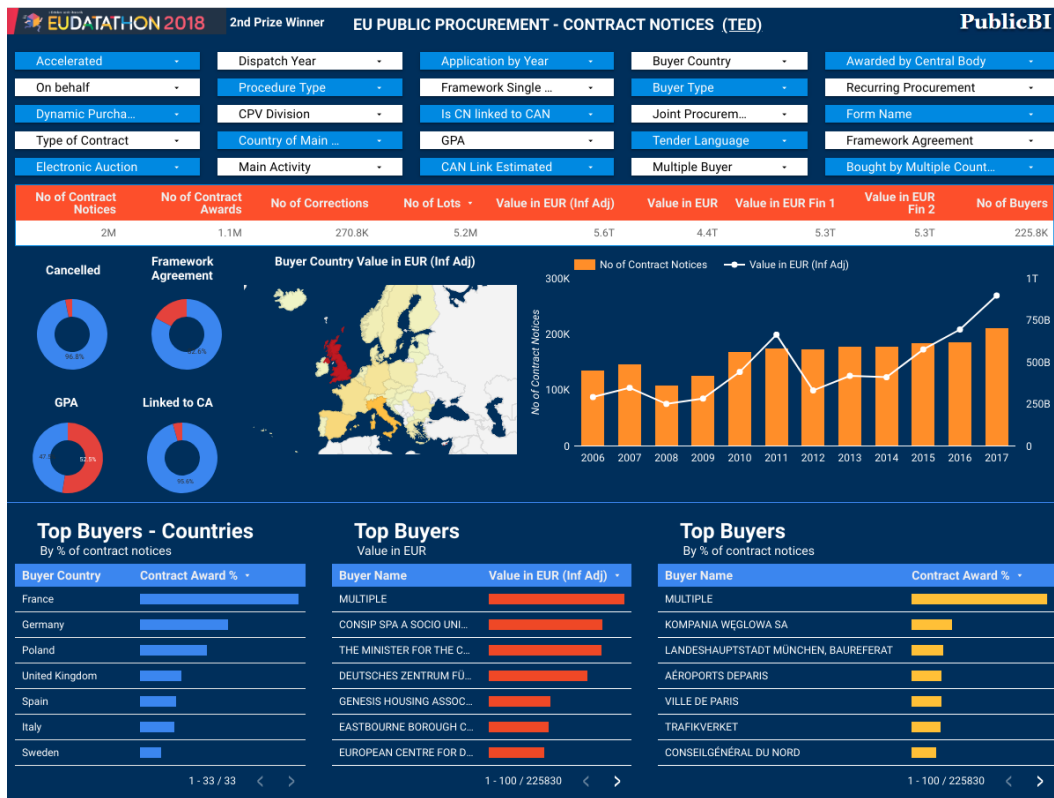 EUDATATHON 2018
2nd Prize Winner
EU PUBLIC PROCUREMENT - CONTRACT NOTICES (TED)
PublicBI
Accelerated
Dispatch Year
Application by Year
Buyer Country
Awarded by Central Body
On behalf
Procedure Type
Framework Single ...
Buyer Type
Recurring Procurement
Dynamic Purcha...
CPV Division
Is CN linked to CAN
Joint Procurem...
Form Name
Type of Contract
Country of Main ...
GPA
Tender Language
Framework Agreement
Electronic Auction
Main Activity
CAN Link Estimated
Multiple Buyer
Bought by Multiple Count...
No of Contract
Notices
No of Contract
Awards
No of Corrections
No of Lots
Value in EUR (Inf Adj)
Value in EUR
Value in EUR Fin 1
Value in EUR
Fin 2
No of Buyers
2M
1.1M
270.8K
5.2M
5.6T
4.4T
5.3T
5.3T
225.8K
Cancelled
96.8%
Framework
Agreement
GPA
52.5%
Linked to CA
95.6%
Buyer Country Value in EUR (Inf Adj)
No of Contract Notices
Value in EUR (Inf Adj)
No of Contract Notices
300K
200K
100K
0
1T
750B
500B
250B
0
2006 2007 2008 2009 2010 2011 2012 2013 2014 2015 2016 2017
Top Buyers - Countries
By % of contract notices
Buyer Country Contract Award %
France
Germany
Poland
United Kingdom
Spain
Italy
Sweden
1 - 33 / 33
Top Buyers
Value in EUR
Buyer Name Value in EUR (Inf Adj)
MULTIPLE
CONSIP SPA A SOCIO UNI...
THE MINISTER FOR THE C...
DEUTSCHES ZENTRUM FÜ...
GENESIS HOUSING ASSOC...
EASTBOURNE BOROUGH C...
EUROPEAN CENTRE FOR D...
1 - 100 / 225830
Top Buyers
By % of contract notices
Buyer Name Contract Award %
MULTIPLE
KOMPANIA WĘGLOWA SA
LANDESHAUPTSTADT MÜNCHEN, BAUREFERAT
AÉROPORTS DEPARIS
VILLE DE PARIS
TRAFIKVERKET
CONSEILGÉNÉRAL DU NORD
1 - 100 / 225830